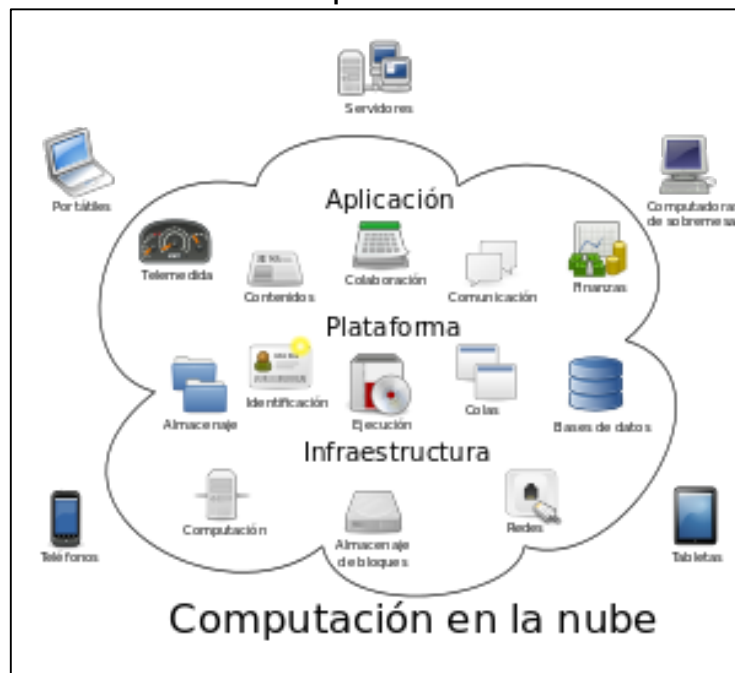 Servidores
Portátiles
Computadoras
de sobremesa
Aplicación
Telemedida
Contenidos
Colaboración
Comunicación
Finanzas
Plataforma
Almacenaje
Identificación
Ejecución
Colas
Bases de datos
Infraestructura
Computación
Almacenaje
de bloques
Redes
Teléfonos
Tabletas
Computación en la nube